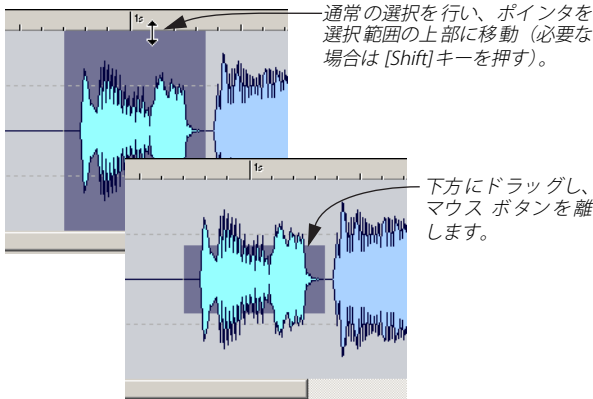 1s
通常の選択を行い、ポインタを
選択範囲の上部に移動（必要な
場合は [Shift]キーを押す）。
1s
下方にドラッグし、
マウス ボタンを離
します。